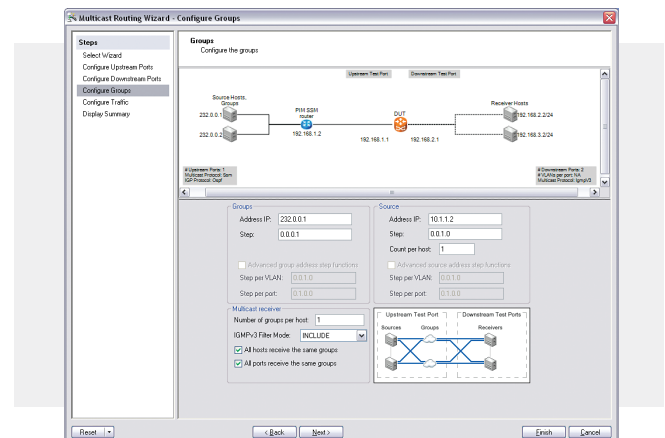 Multicast Routing Wizard - Configure Groups
Steps
Select Wizard
Configure Upstream Ports
Configure Downstream Ports
Configure Groups
Configure Traffic
Display Summary
Groups
Configure the groups
Upstream Test Port
Downstream Test Port
Source Hosts,
Groups
232.0.0.1
232.0.0.2
PIM SSM
router
192.168.1.2
DUT
192.168.1.1
192.168.2.1
Receiver Hosts
192.168.2.2/24
192.168.3.2/24
# Upstream Ports: 1
Multicast Protocol: Ssm
IGP Protocol: Ospf
# Downstream Ports: 2
# VLANs per port: NA
Multicast Protocol: IgmpV3
Groups
Address IP: 232.0.0.1
Step: 0.0.0.1
Advanced group address step functions
Step per VLAN: 0.0.1.0
Step per port: 0.1.0.0
Source
Address IP: 10.1.1.2
Step: 0.0.1.0
Count per host: 1
Advanced source address step functions
Step per VLAN: 0.0.1.0
Step per port: 0.1.0.0
Multicast receiver
Number of groups per host: 1
IGMPv3 Filter Mode: INCLUDE
All hosts receive the same groups
All ports receive the same groups
Upstream Test Port
Downstream Test Ports
Sources
Groups
Receivers
Reset
< Back
Next >
Finish
Cancel